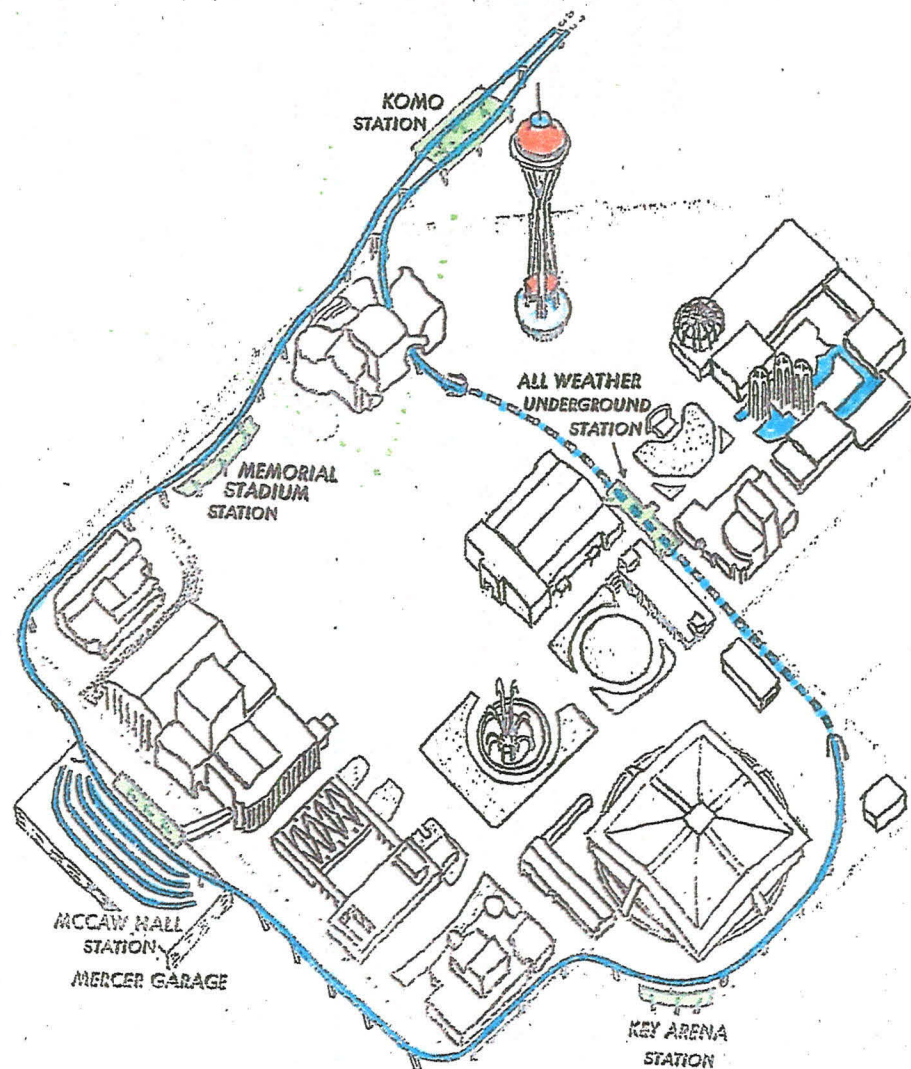 KOMO
STATION
ALL WEATHER
UNDERGROUND
STATION
MEMORIAL
STADIUM
STATION
MCCAW HALL
STATION
MERCER GARAGE
KEY ARENA
STATION